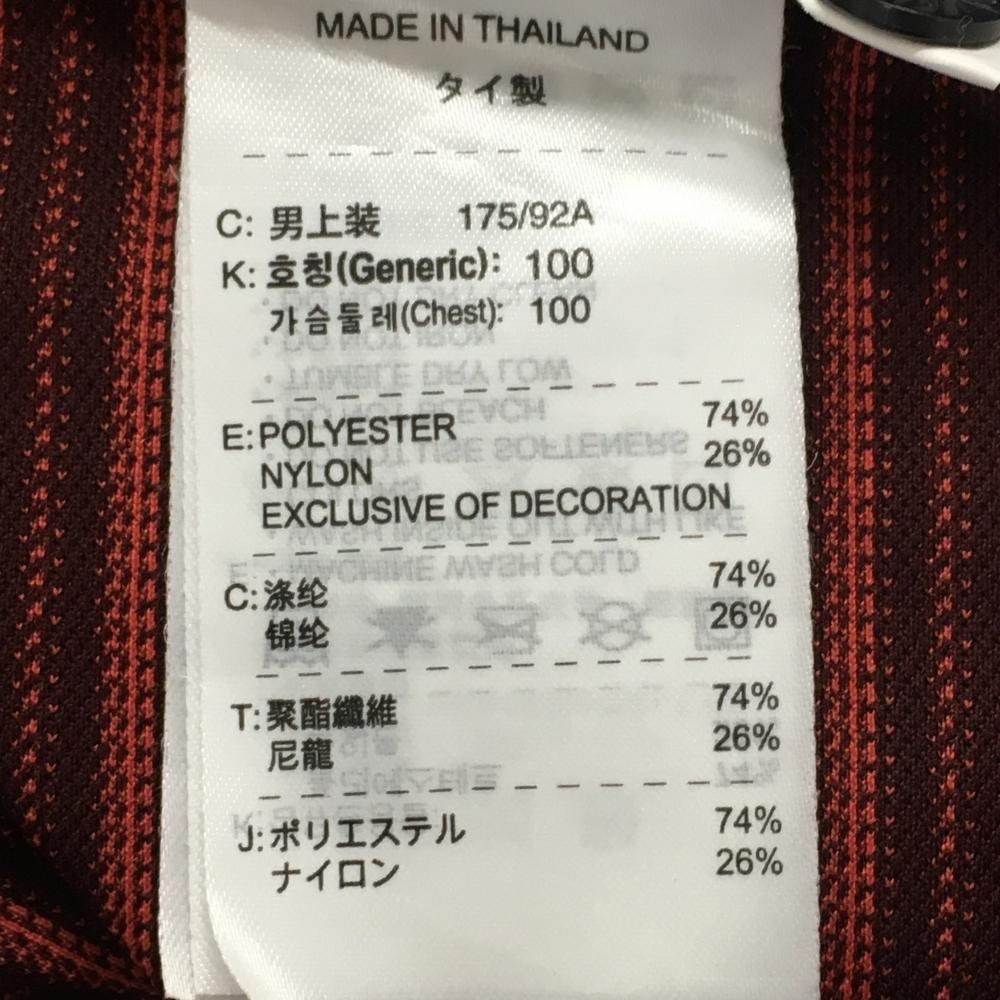 MADE IN THAILAND
タイ製
C: 男上装 175/92A
K: 호칭(Generic): 100
가슴둘레(Chest): 100
E: POLYESTER 74%
NYLON 26%
EXCLUSIVE OF DECORATION
C: 涤纶 74%
锦纶 26%
T: 聚酯纖維 74%
尼龍 26%
J: ポリエステル 74%
ナイロン 26%